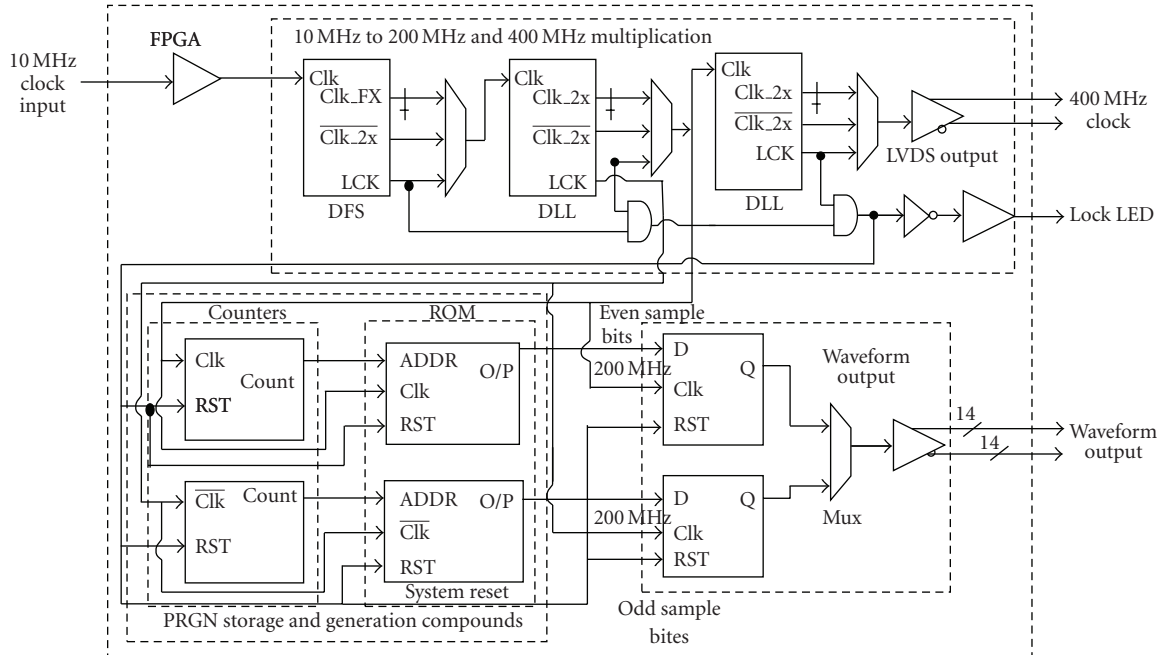 FPGA
10 MHz to 200 MHz and 400 MHz multiplication
10 MHz
clock
input
Clk
Clk_FX
Clk_2x
LCK
DFS
Clk
Clk_2x
Clk_2x
LCK
DLL
Clk
Clk_2x
Clk_2x
LCK
DLL
LVDS output
400 MHz
clock
Lock LED
Counters
ROM
Even sample
bits
Clk
Count
RST
ADDR
O/P
Clk
RST
200 MHz
D
Q
Clk
RST
Waveform
output
14
14
Waveform
output
Clk
Count
RST
ADDR
O/P
Clk
RST
System reset
200 MHz
D
Q
Clk
RST
Mux
PRGN storage and generation compounds
Odd sample
bites